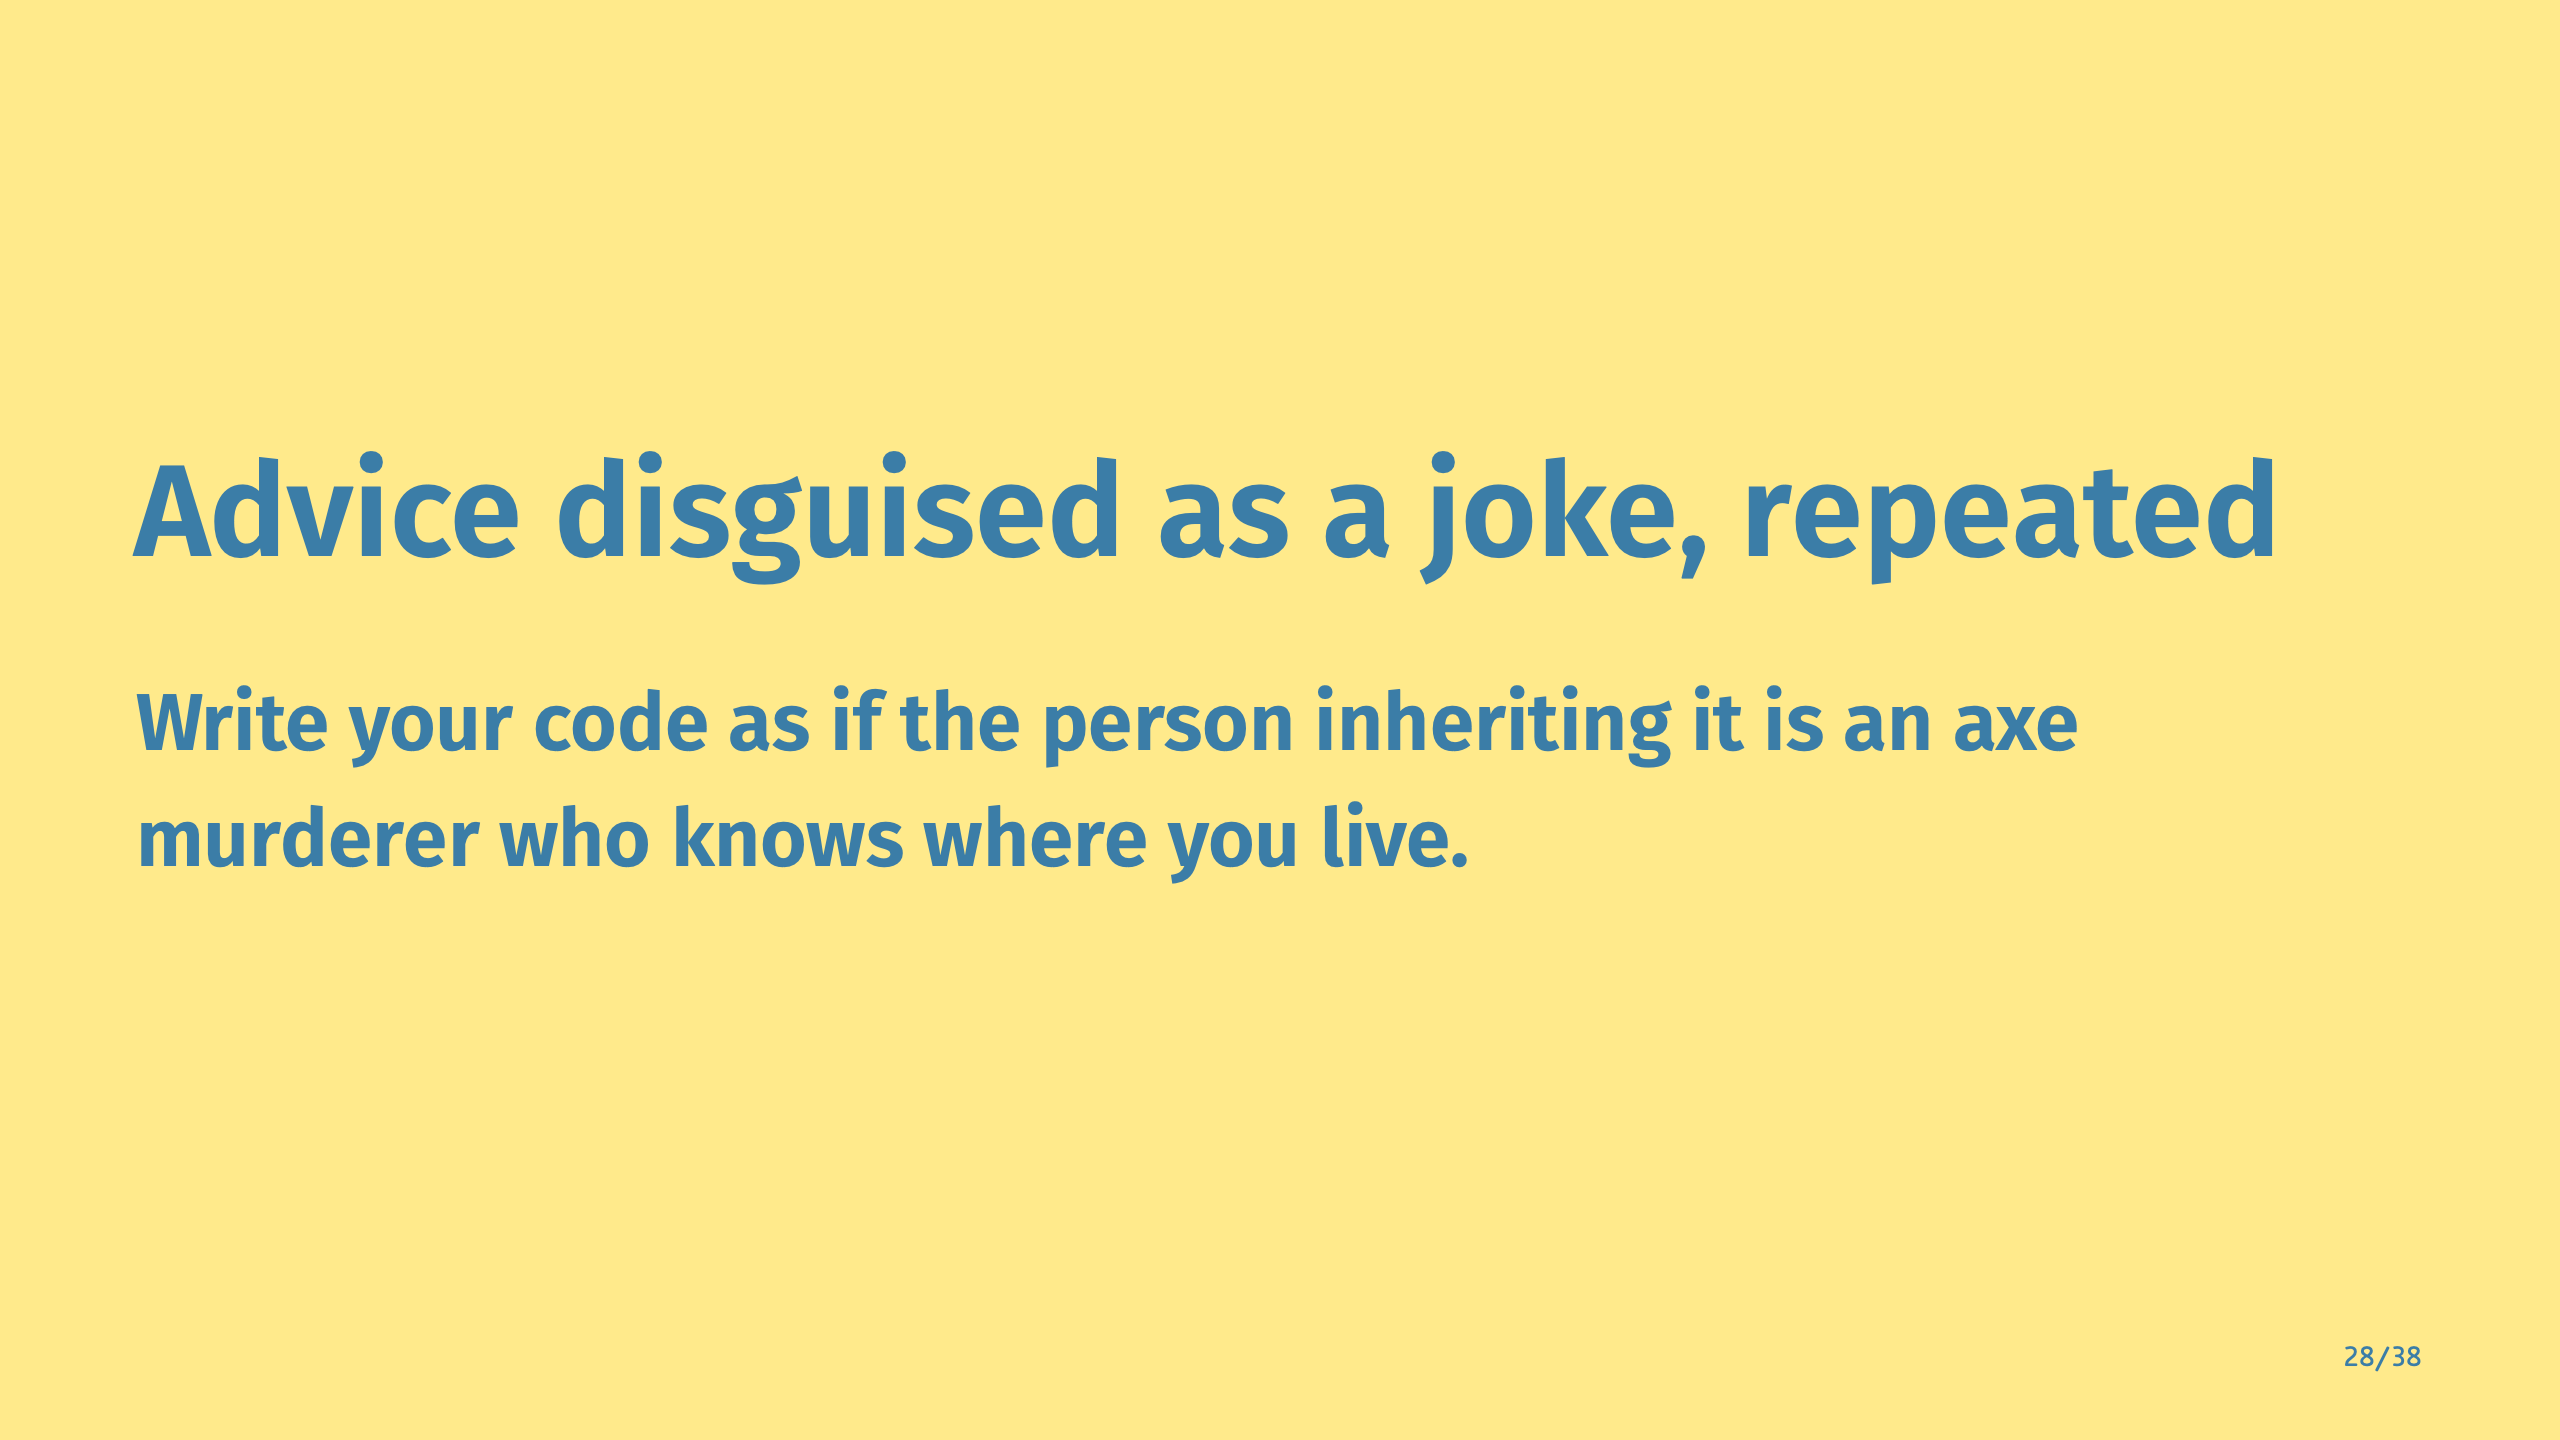 Advice disguised as a joke, repeated
Write your code as if the person inheriting it is an axe
murderer who knows where you live.
28/38